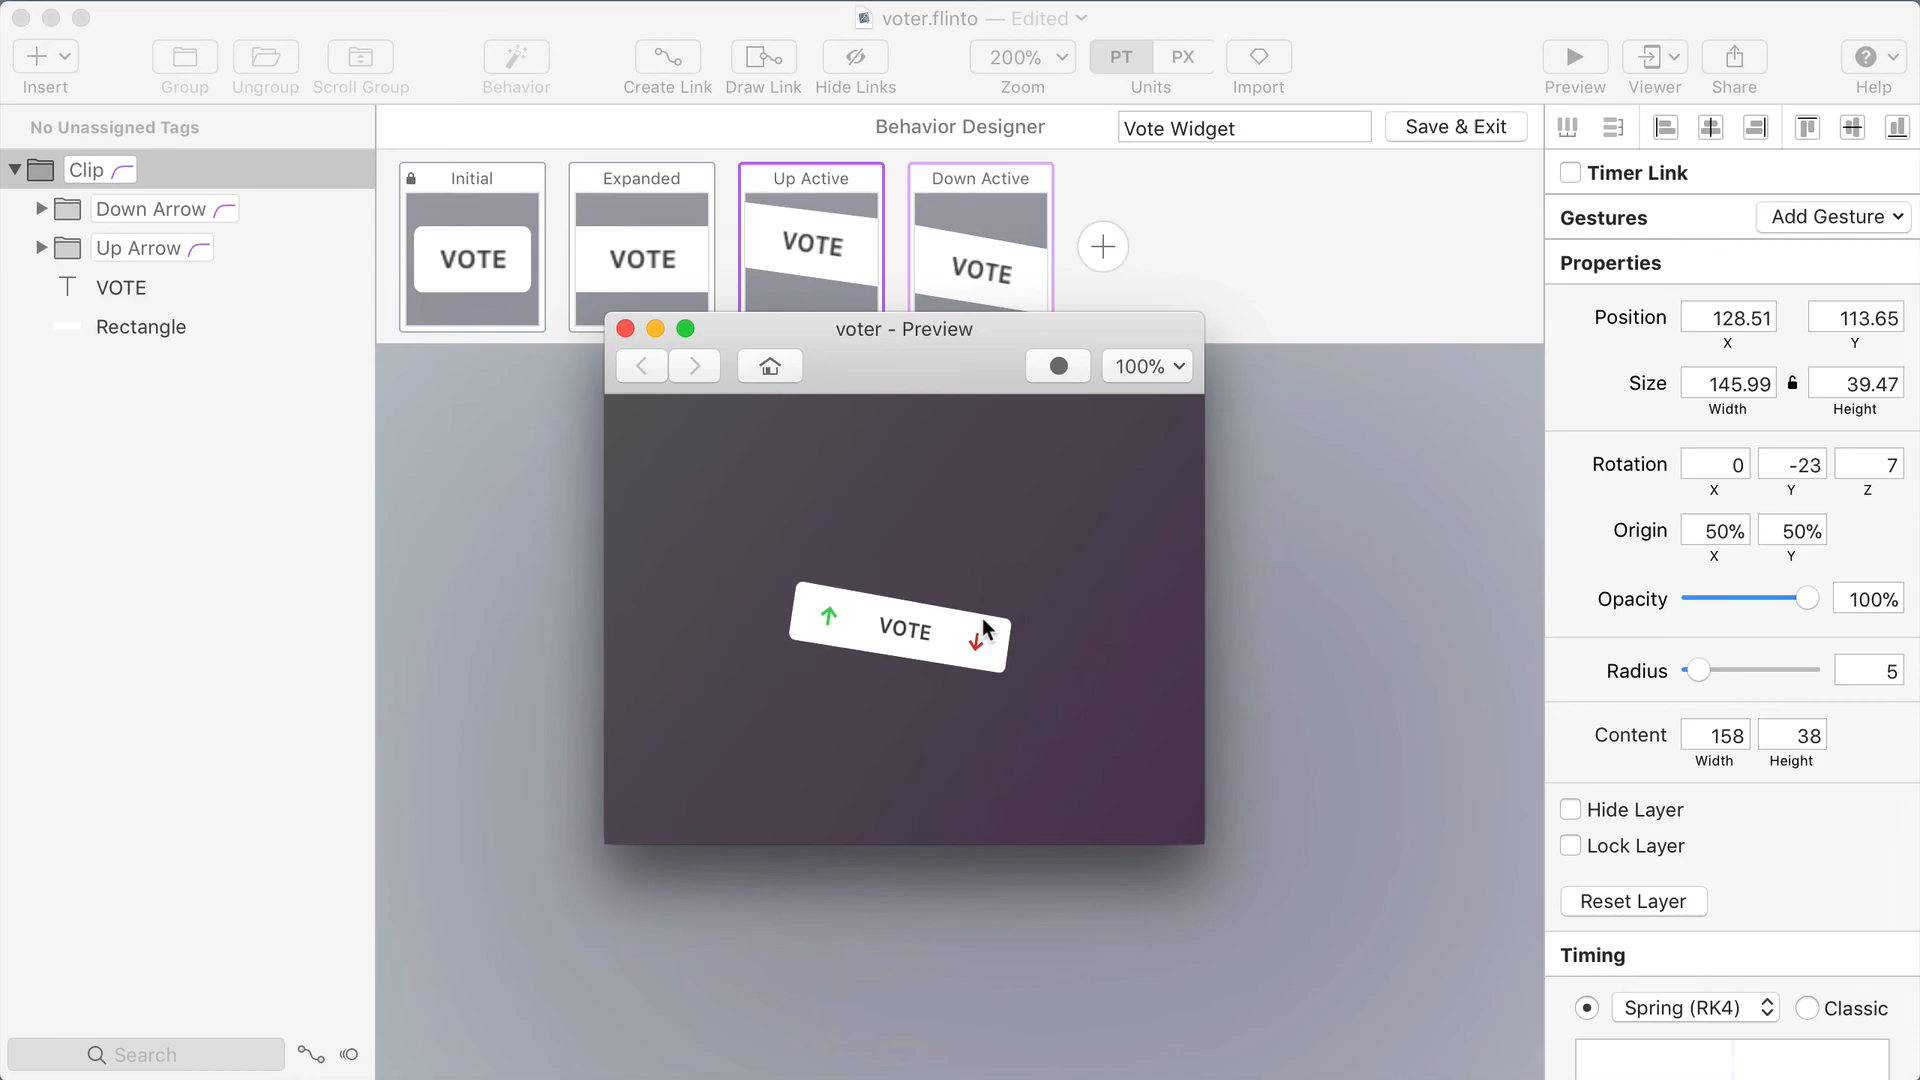 voter.flinto — Edited
Insert
Group
Ungroup
Scroll Group
Behavior
Create Link
Draw Link
Hide Links
200%
Zoom
PT
PX
Units
Import
Preview
Viewer
Share
Help
No Unassigned Tags
Behavior Designer
Vote Widget
Save & Exit
Clip
Down Arrow
Up Arrow
VOTE
Rectangle
Initial
VOTE
Expanded
VOTE
Up Active
VOTE
Down Active
VOTE
voter - Preview
100%
VOTE
Timer Link
Gestures
Add Gesture
Properties
Position
128.51
113.65
X
Y
Size
145.99
39.47
Width
Height
Rotation
0
-23
7
X
Y
Z
Origin
50%
50%
X
Y
Opacity
100%
Radius
5
Content
158
38
Width
Height
Hide Layer
Lock Layer
Reset Layer
Timing
Spring (RK4)
Classic
Search